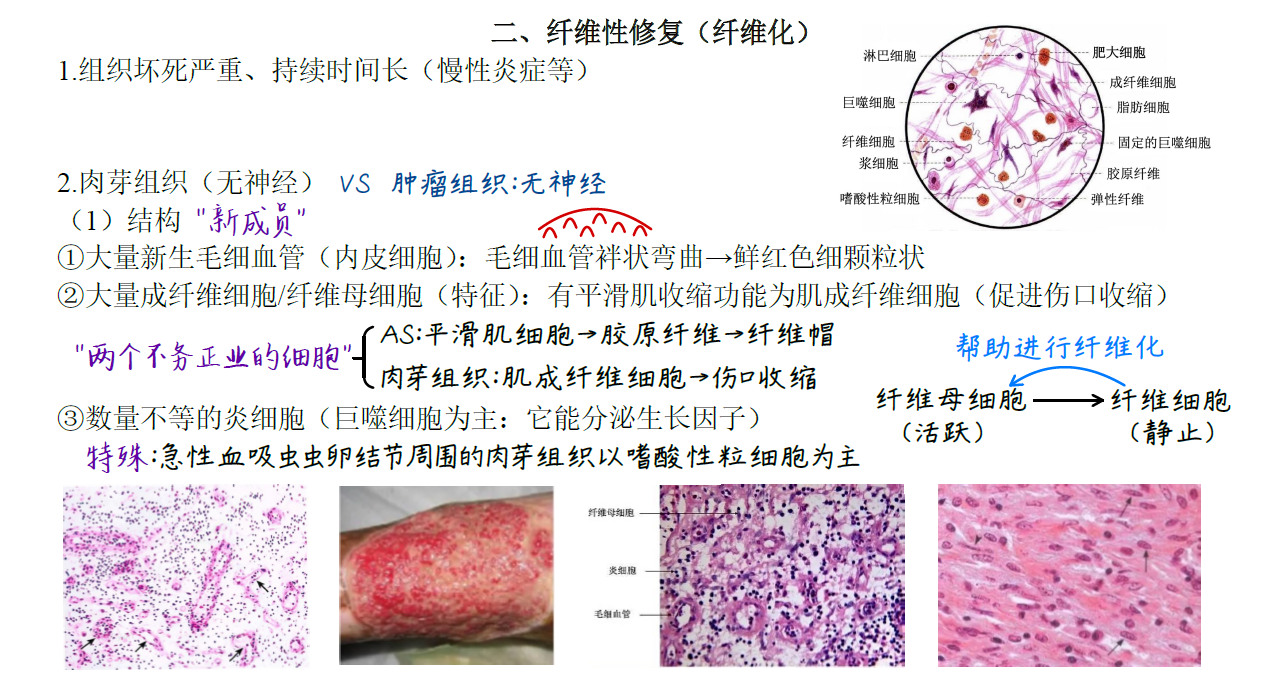 二、纤维性修复（纤维化）
1.组织坏死严重、持续时间长（慢性炎症等）
淋巴细胞
肥大细胞
成纤维细胞
巨噬细胞
脂肪细胞
纤维细胞
固定的巨噬细胞
浆细胞
胶原纤维
嗜酸性粒细胞
弹性纤维
2.肉芽组织（无神经） VS 肿瘤组织:无神经
（1）结构 "新成员"
①大量新生毛细血管（内皮细胞）：毛细血管袢状弯曲→鲜红色细颗粒状
②大量成纤维细胞/纤维母细胞（特征）：有平滑肌收缩功能为肌成纤维细胞（促进伤口收缩）
"两个不务正业的细胞"
AS:平滑肌细胞→胶原纤维→纤维帽
肉芽组织:肌成纤维细胞→伤口收缩
帮助进行纤维化
纤维母细胞 → 纤维细胞
（活跃） （静止）
③数量不等的炎细胞（巨噬细胞为主：它能分泌生长因子）
特殊:急性血吸虫虫卵结节周围的肉芽组织以嗜酸性粒细胞为主
纤维母细胞
炎细胞
毛细血管